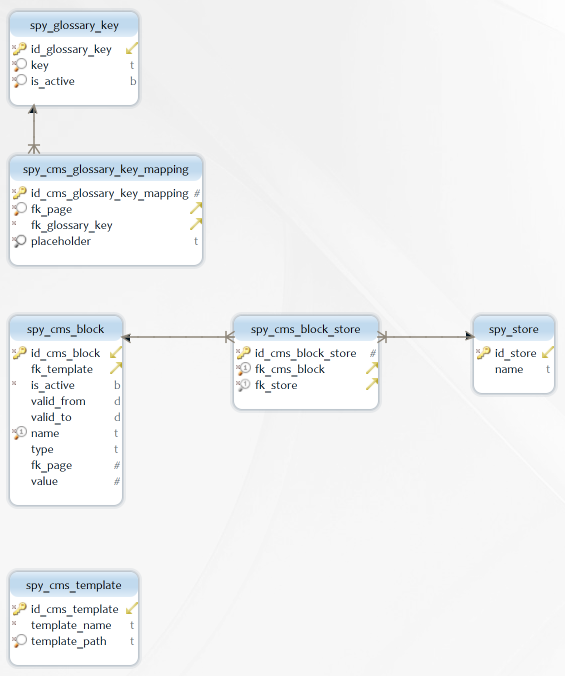 spy_glossary_key
id_glossary_key
key t
is_active b
spy_cms_glossary_key_mapping
id_cms_glossary_key_mapping #
fk_page
fk_glossary_key
placeholder t
spy_cms_block
id_cms_block
fk_template
is_active b
valid_from d
valid_to d
name t
type t
fk_page #
value #
spy_cms_block_store
id_cms_block_store #
fk_cms_block
fk_store
spy_store
id_store
name t
spy_cms_template
id_cms_template
template_name t
template_path t